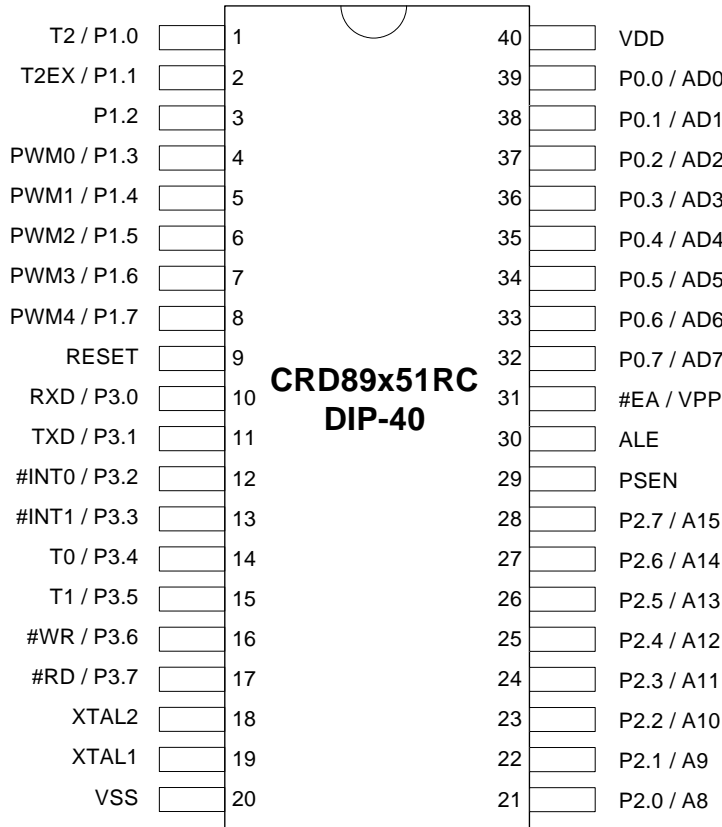 T2 / P1.0 1 40 VDD
T2EX / P1.1 2 39 P0.0 / AD0
P1.2 3 38 P0.1 / AD1
PWM0 / P1.3 4 37 P0.2 / AD2
PWM1 / P1.4 5 36 P0.3 / AD3
PWM2 / P1.5 6 35 P0.4 / AD4
PWM3 / P1.6 7 34 P0.5 / AD5
PWM4 / P1.7 8 33 P0.6 / AD6
RESET 9 32 P0.7 / AD7
CRD89x51RC
DIP-40
RXD / P3.0 10 31 #EA / VPP
TXD / P3.1 11 30 ALE
#INT0 / P3.2 12 29 PSEN
#INT1 / P3.3 13 28 P2.7 / A15
T0 / P3.4 14 27 P2.6 / A14
T1 / P3.5 15 26 P2.5 / A13
#WR / P3.6 16 25 P2.4 / A12
#RD / P3.7 17 24 P2.3 / A11
XTAL2 18 23 P2.2 / A10
XTAL1 19 22 P2.1 / A9
VSS 20 21 P2.0 / A8